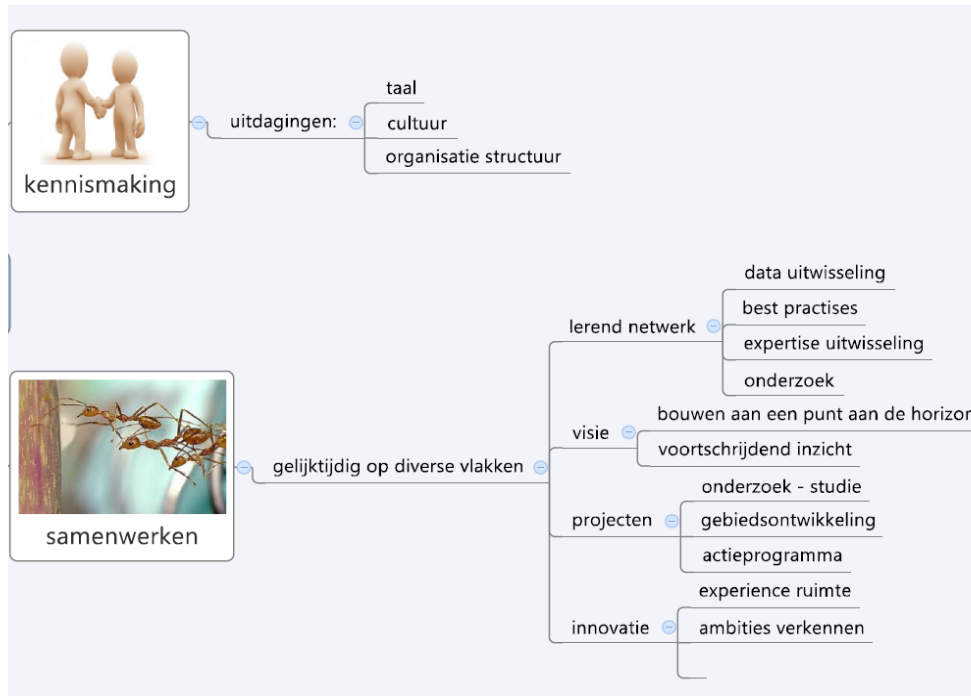 kennismaking
uitdagingen:
taal
cultuur
organisatie structuur
samenwerken
gelijktijdig op diverse vlakken
lerend netwerk
data uitwisseling
best practises
expertise uitwisseling
onderzoek
visie
bouwen aan een punt aan de horizon
voortschrijdend inzicht
projecten
onderzoek - studie
gebiedsontwikkeling
actieprogramma
innovatie
experience ruimte
ambities verkennen